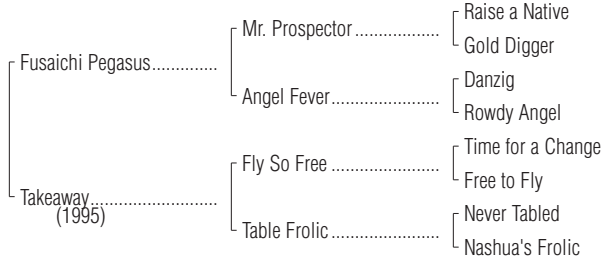 Raise a Native
Mr. Prospector ..................
Gold Digger
Fusaichi Pegasus..............
Danzig
Angel Fever.......................
Rowdy Angel
Time for a Change
Fly So Free .......................
Free to Fly
Takeaway...........................
(1995)
Never Tabled
Table Frolic .......................
Nashua's Frolic